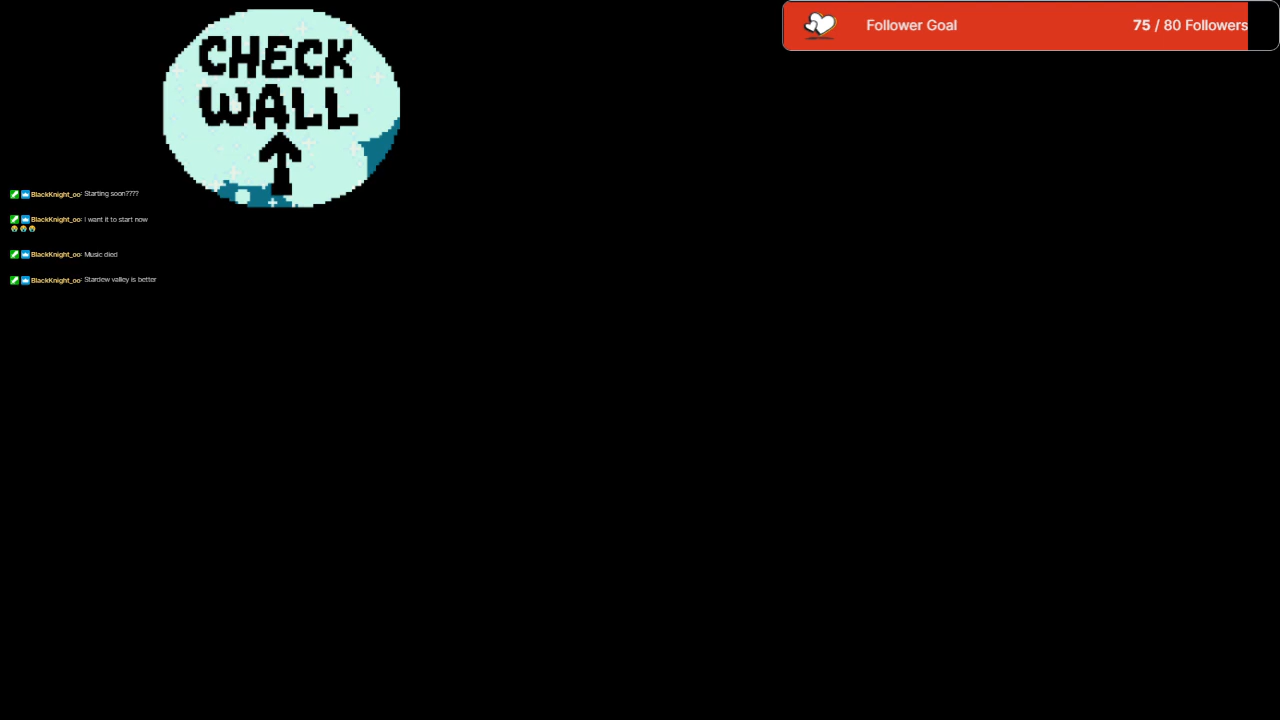 CHECK
WALL
Follower Goal 75 / 80 Followers
BlackKnight_oo: Starting soon????
BlackKnight_oo: I want it to start now
😭😭😭
BlackKnight_oo: Music died
BlackKnight_oo: Stardew valley is better